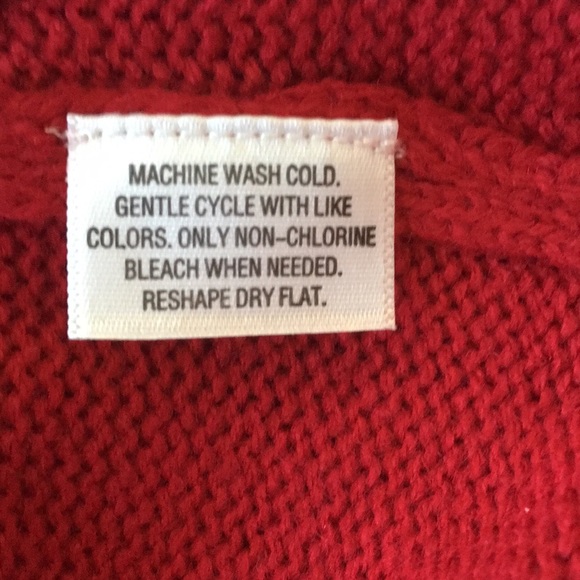 MACHINE WASH COLD.
GENTLE CYCLE WITH LIKE
COLORS. ONLY NON-CHLORINE
BLEACH WHEN NEEDED.
RESHAPE DRY FLAT.